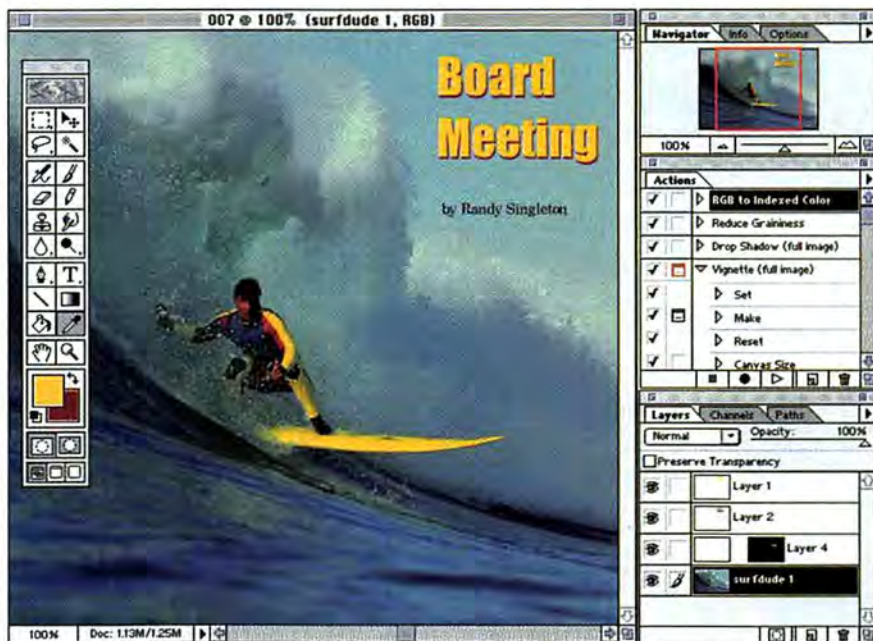 007 @ 100% (surfdude 1, RGB)
Board
Meeting
by Randy Singleton
T
100%
Doc: 1.13M/1.25M
Navigator
Info
Options
100%
Actions
RGB to Indexed Color
Reduce Graininess
Drop Shadow (full image)
Vignette (full image)
Set
Make
Reset
Canvas Size
Layers
Channels
Paths
Normal
Opacity: 100%
Preserve Transparency
Layer 1
Layer 2
Layer 4
surfdude 1